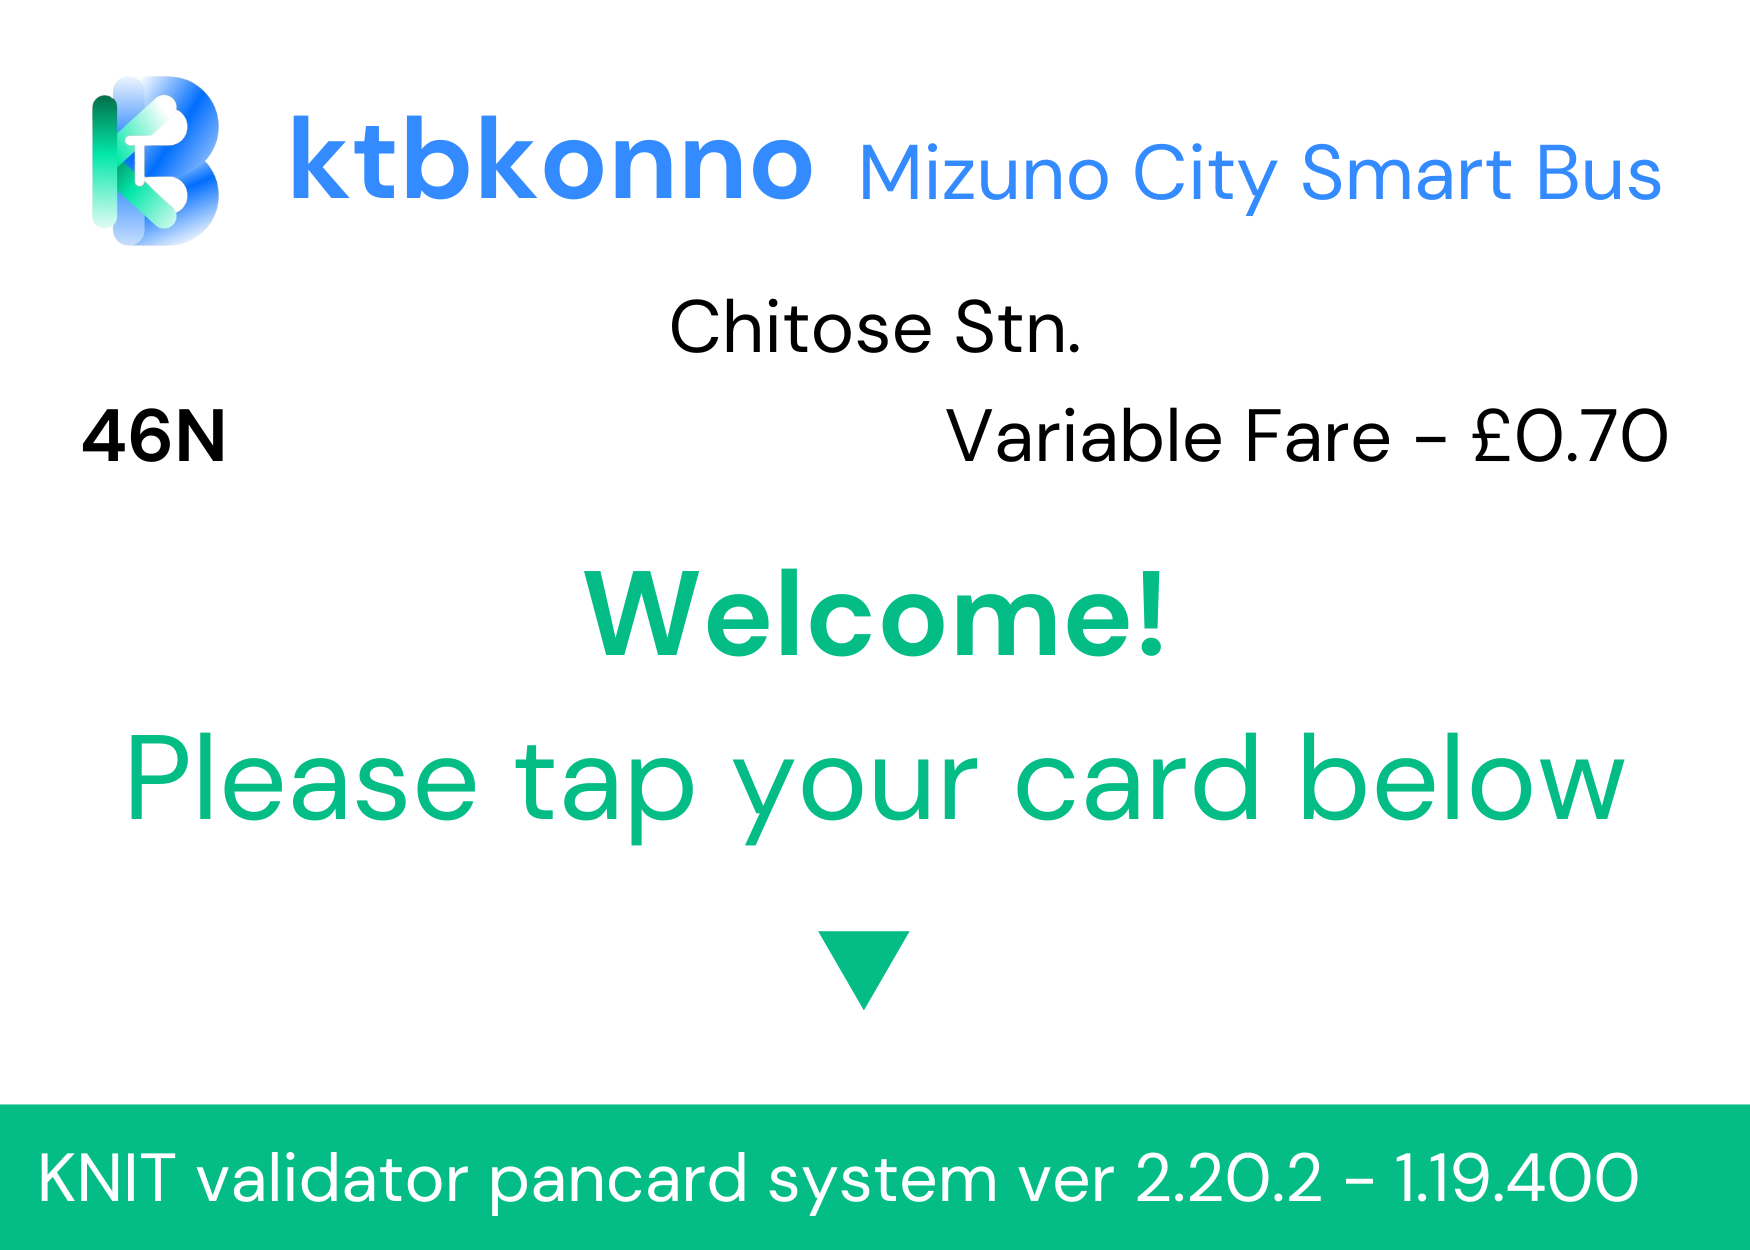 ktbkonno Mizuno City Smart Bus
Chitose Stn.
46N Variable Fare - £0.70
Welcome!
Please tap your card below
KNIT validator pancard system ver 2.20.2 - 1.19.400